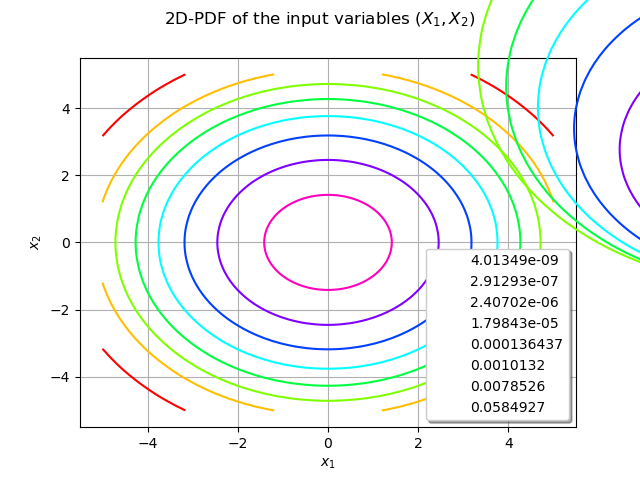 2D-PDF of the input variables (X₁, X₂)
4
2
0
−2
−4
x₂
4.01349e-09
2.91293e-07
2.40702e-06
1.79843e-05
0.000136437
0.0010132
0.0078526
0.0584927
−4 −2 0 2 4
x₁